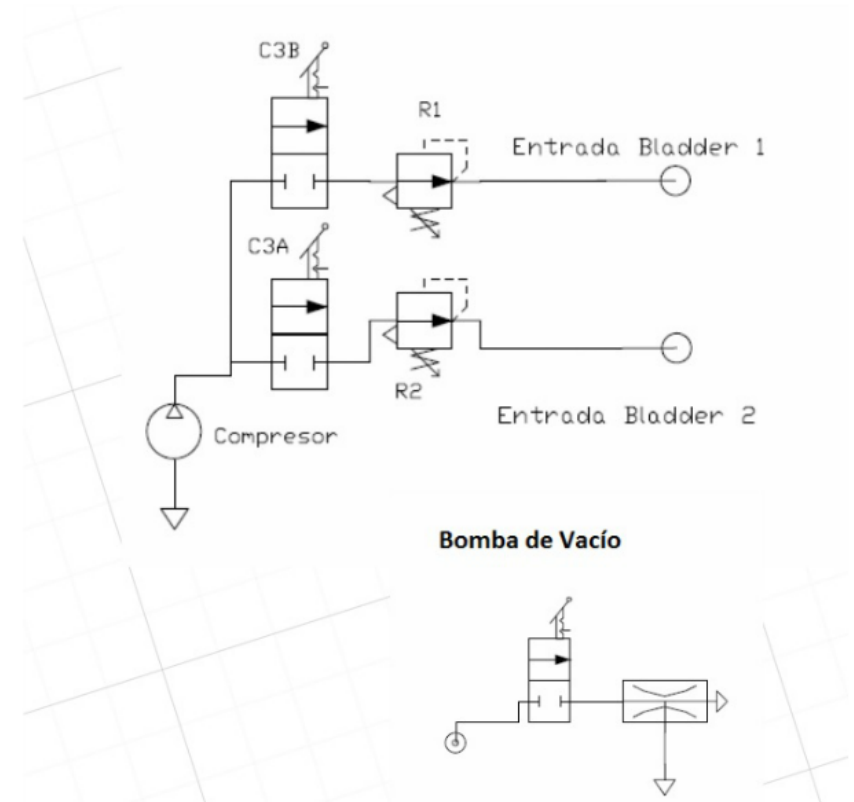 C3B
R1
Entrada Bladder 1
C3A
R2
Entrada Bladder 2
Compresor
Bomba de Vacío